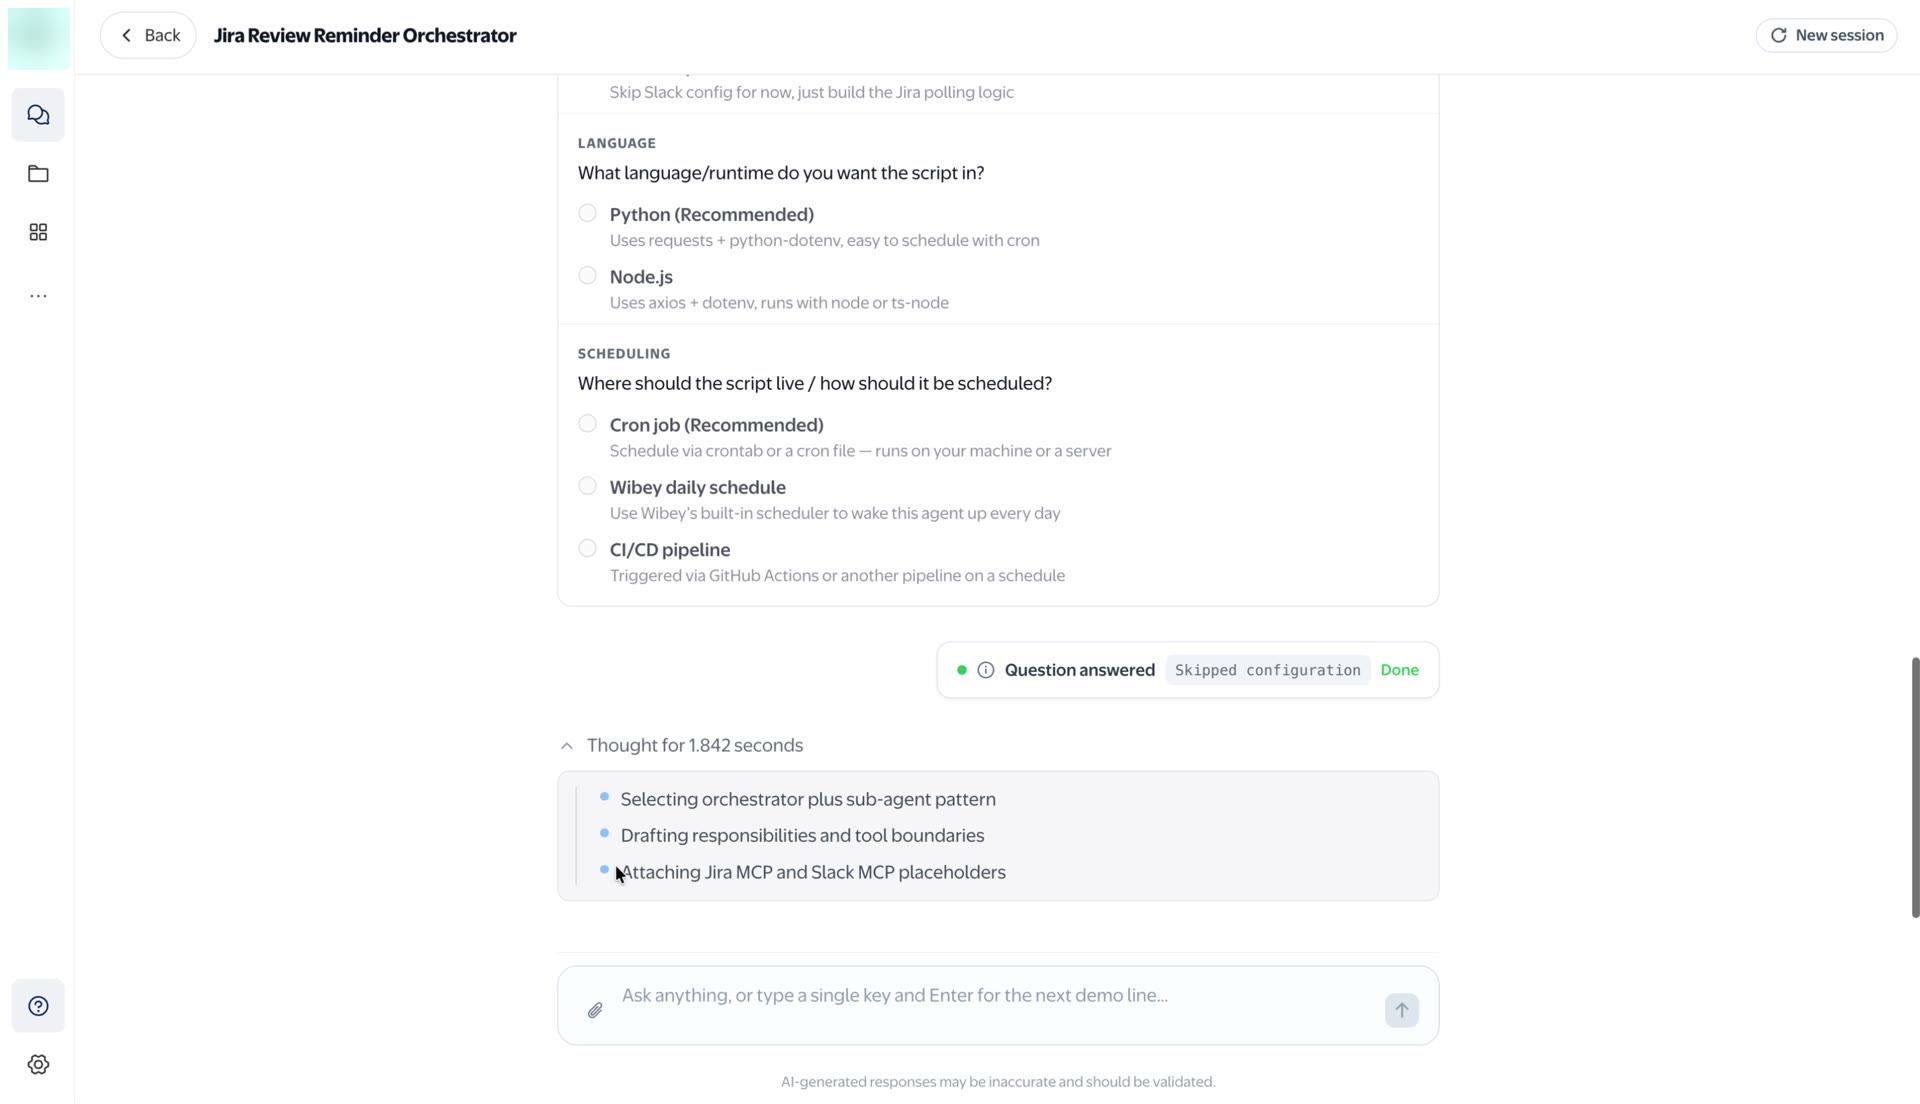 Back
Jira Review Reminder Orchestrator
New session
Skip Slack config for now, just build the Jira polling logic
LANGUAGE
What language/runtime do you want the script in?
Python (Recommended)
Uses requests + python-dotenv, easy to schedule with cron
Node.js
Uses axios + dotenv, runs with node or ts-node
SCHEDULING
Where should the script live / how should it be scheduled?
Cron job (Recommended)
Schedule via crontab or a cron file — runs on your machine or a server
Wibey daily schedule
Use Wibey's built-in scheduler to wake this agent up every day
CI/CD pipeline
Triggered via GitHub Actions or another pipeline on a schedule
Question answered Skipped configuration Done
Thought for 1.842 seconds
Selecting orchestrator plus sub-agent pattern
Drafting responsibilities and tool boundaries
Attaching Jira MCP and Slack MCP placeholders
Ask anything, or type a single key and Enter for the next demo line...
AI-generated responses may be inaccurate and should be validated.